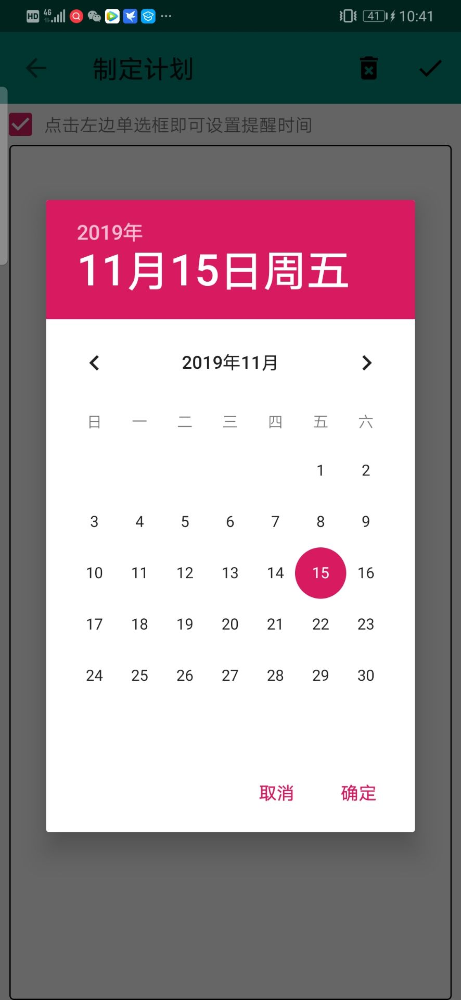 HD 4G 41 10:41
制定计划
点击左边单选框即可设置提醒时间
2019年
11月15日周五
2019年11月
日 一 二 三 四 五 六
1 2
3 4 5 6 7 8 9
10 11 12 13 14 15 16
17 18 19 20 21 22 23
24 25 26 27 28 29 30
取消 确定